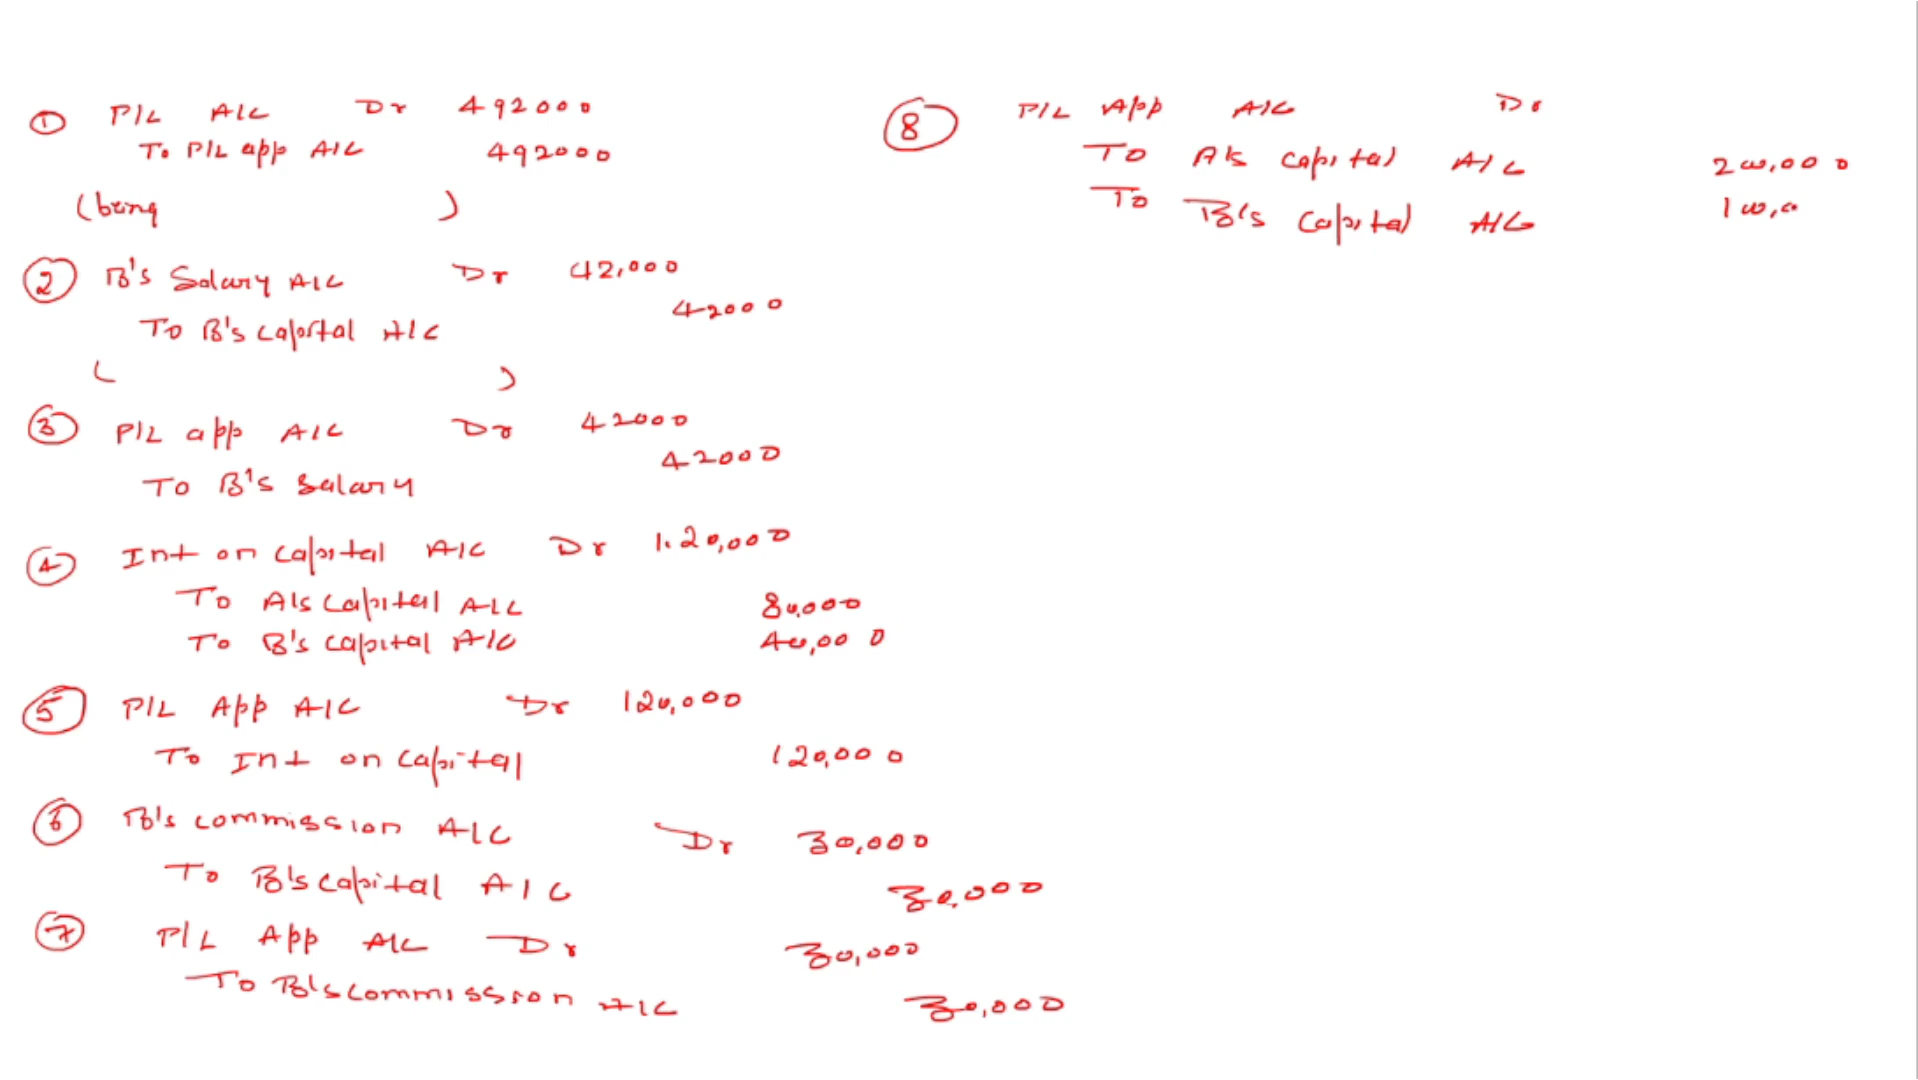 ① P/L A/C Dr 492000
To P/L app A/C 492000
(being )
② B's Salary A/C Dr 42,000
To B's capital A/C 42000
( )
③ P/L app A/C Dr 42000
To B's Salary 42000
④ Int on capital A/C Dr 1.20,000
To A's capital A/C 80,000
To B's capital A/C 40,000
⑤ P/L App A/C Dr 120,000
To Int on capital 120,000
⑥ B's commission A/C Dr 30,000
To B's capital A/C 30,000
⑦ P/L App A/C Dr 30,000
To B's commission A/C 30,000
⑧ P/L App A/C Dr
To A's capital A/C 200,000
To B's capital A/C 100,0